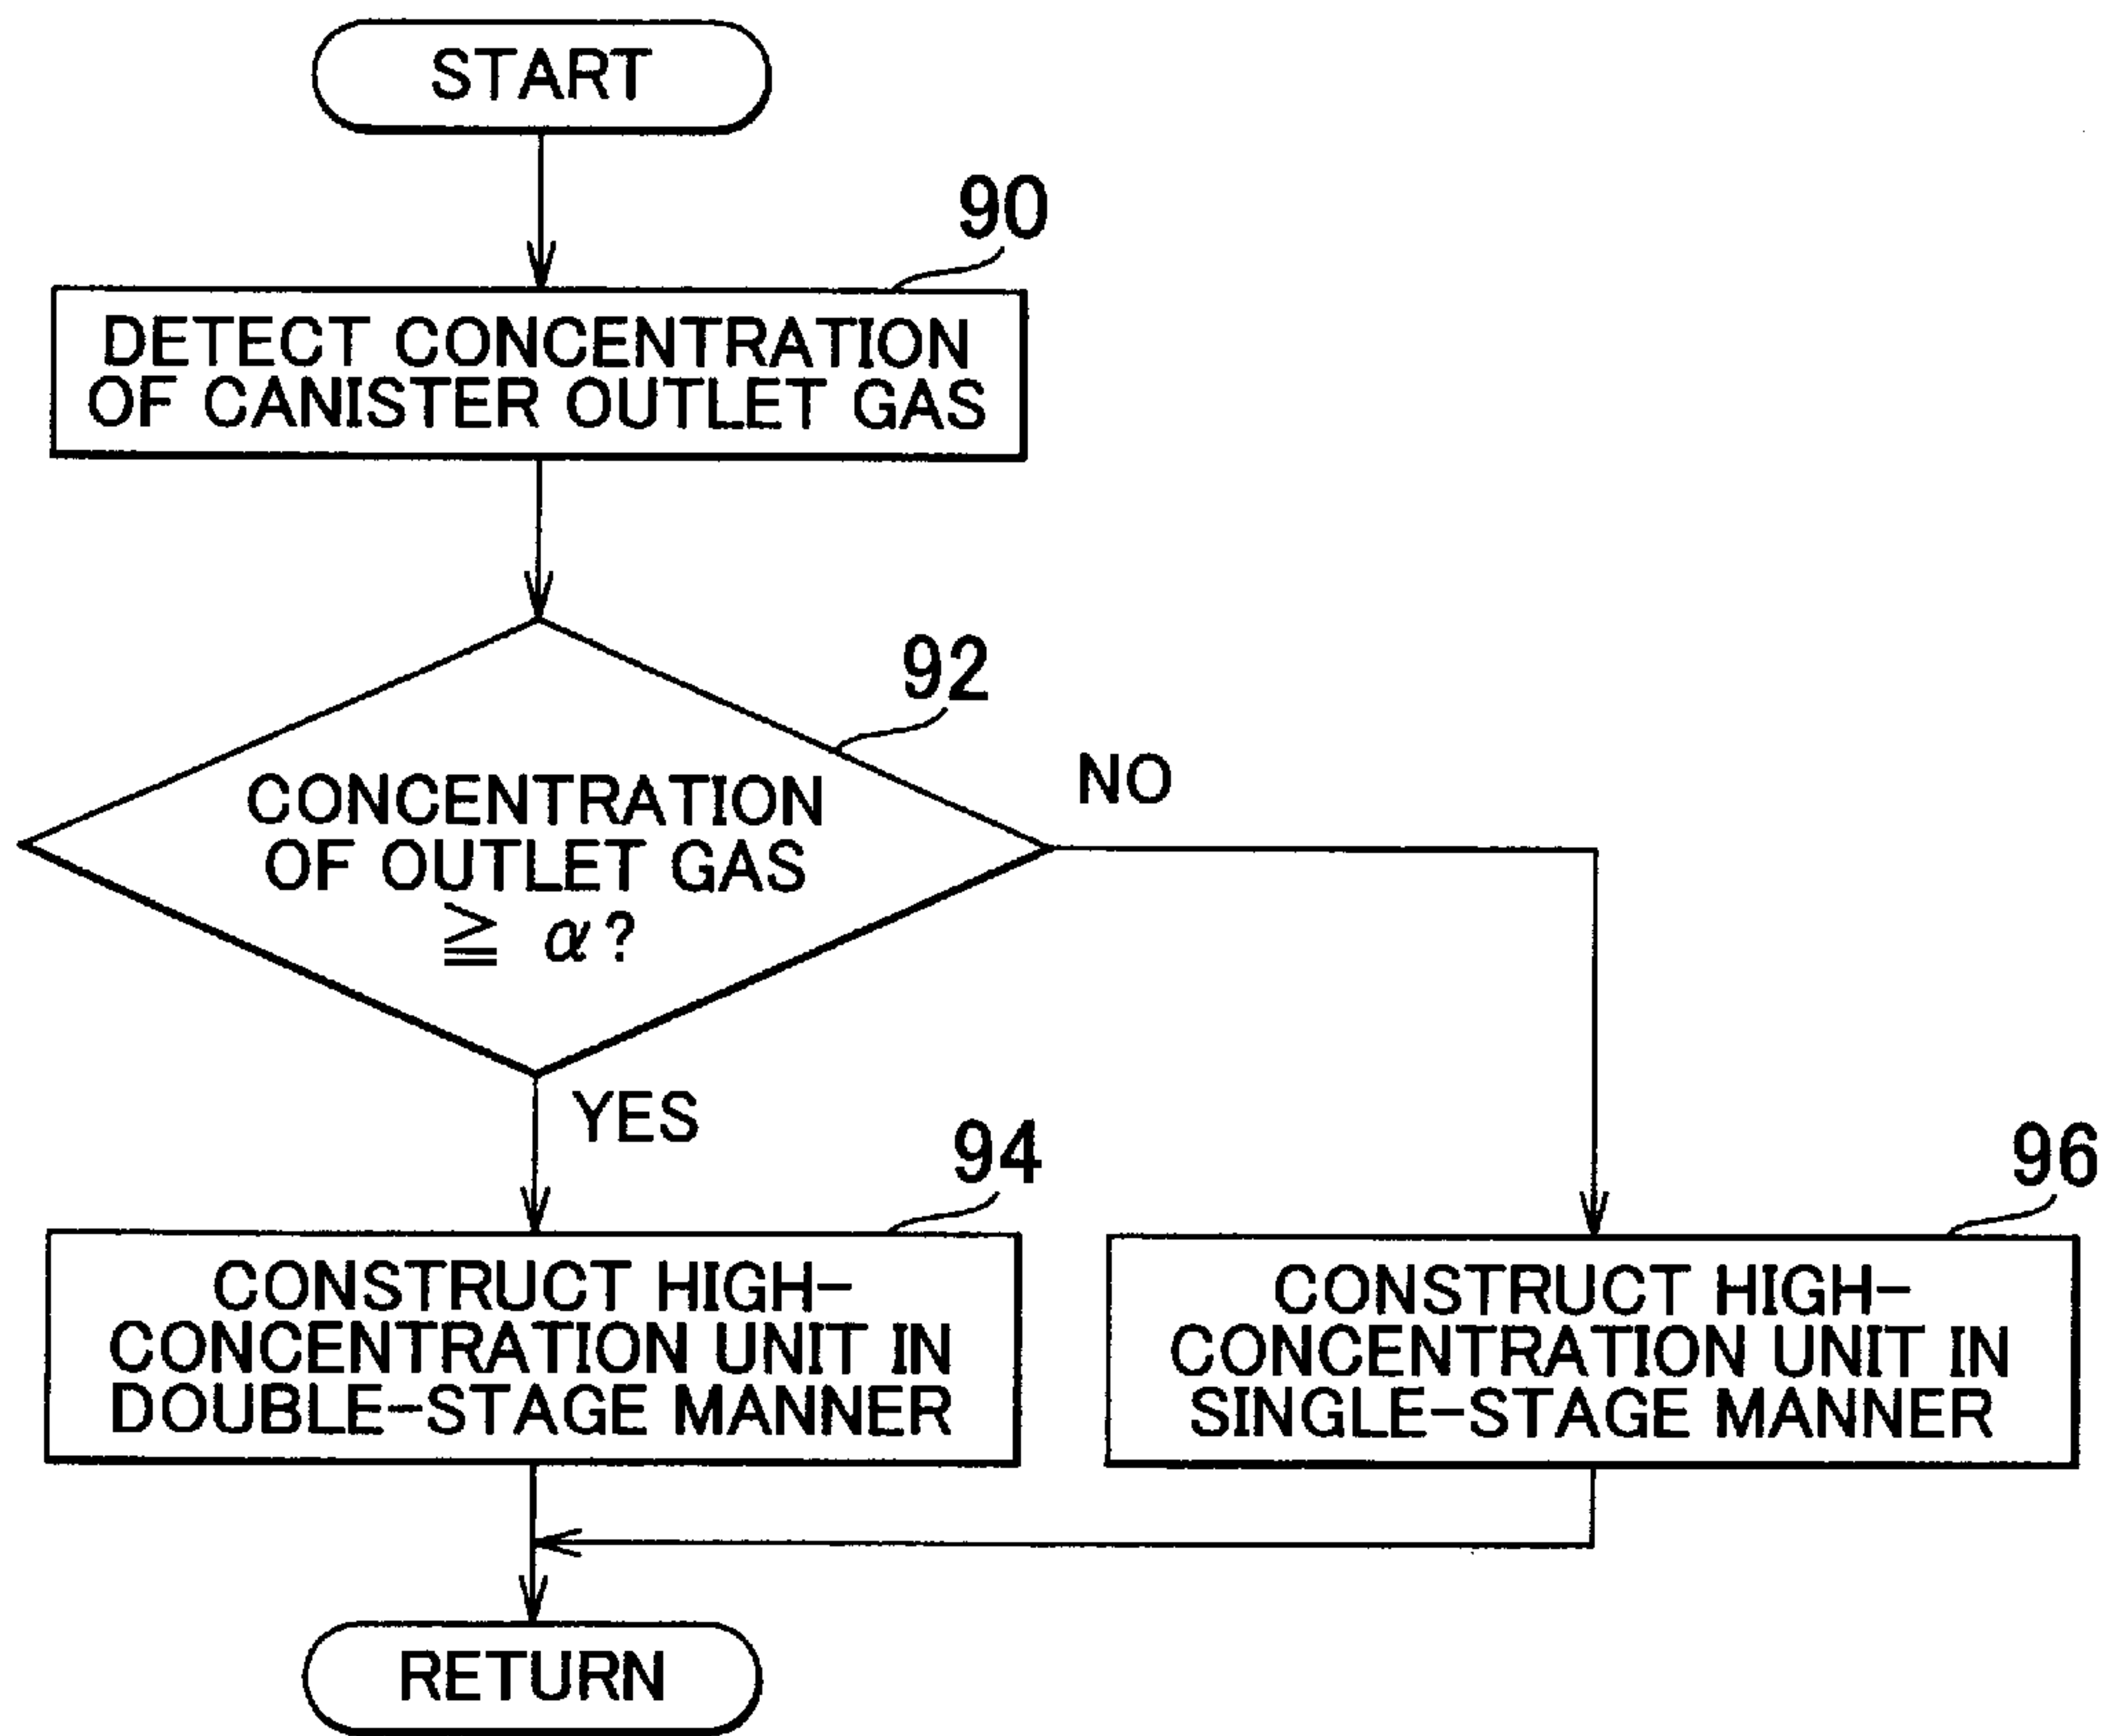 START
90
DETECT CONCENTRATION
OF CANISTER OUTLET GAS
92
CONCENTRATION
OF OUTLET GAS
≧ α?
NO
YES
94
CONSTRUCT HIGH-
CONCENTRATION UNIT IN
DOUBLE-STAGE MANNER
96
CONSTRUCT HIGH-
CONCENTRATION UNIT IN
SINGLE-STAGE MANNER
RETURN